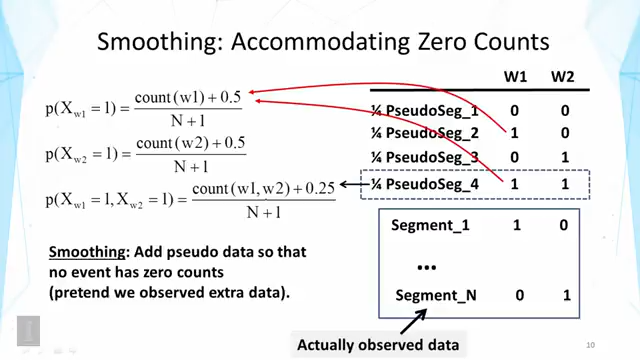 Smoothing: Accommodating Zero Counts
p(X_w1 = 1) = (count(w1) + 0.5) / (N + 1)
p(X_w2 = 1) = (count(w2) + 0.5) / (N + 1)
p(X_w1 = 1, X_w2 = 1) = (count(w1, w2) + 0.25) / (N + 1)
Smoothing: Add pseudo data so that
no event has zero counts
(pretend we observed extra data).
W1 W2
¼ PseudoSeg_1 0 0
¼ PseudoSeg_2 1 0
¼ PseudoSeg_3 0 1
¼ PseudoSeg_4 1 1
Segment_1 1 0
...
Segment_N 0 1
Actually observed data
10